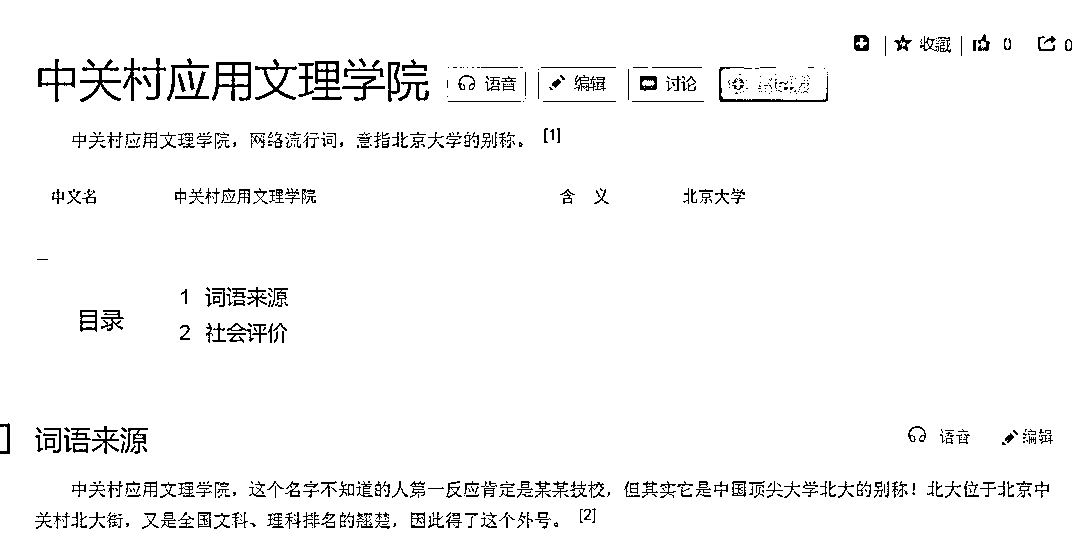 收藏 0 0
中关村应用文理学院 语音 编辑 讨论
中关村应用文理学院，网络流行词，意指北京大学的别称。 [1]
中文名 中关村应用文理学院 含 义 北京大学
目录
1 词语来源
2 社会评价
词语来源 语音 编辑
中关村应用文理学院，这个名字不知道的人第一反应肯定是某某技校，但其实它是中国顶尖大学北大的别称！北大位于北京中
关村北大街，又是全国文科、理科排名的翘楚，因此得了这个外号。 [2]